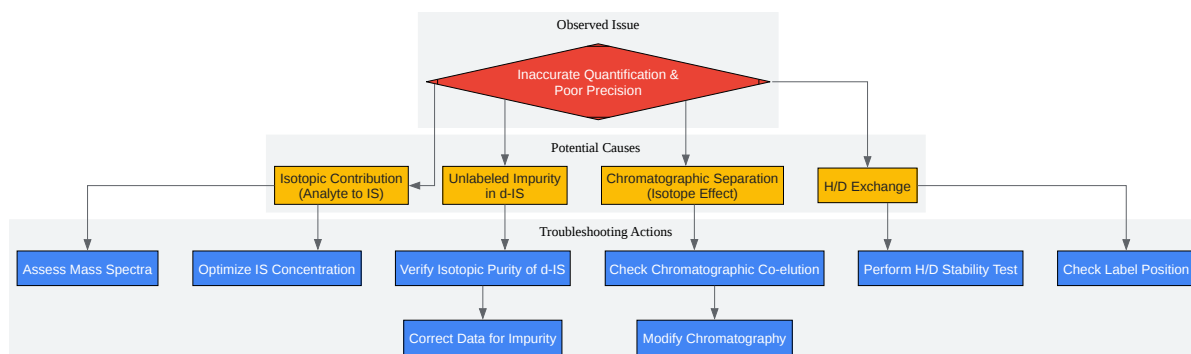 Observed Issue
Inaccurate Quantification &
Poor Precision
Potential Causes
Isotopic Contribution
(Analyte to IS)
Unlabeled Impurity
in d-IS
Chromatographic Separation
(Isotope Effect)
H/D Exchange
Troubleshooting Actions
Assess Mass Spectra
Optimize IS Concentration
Verify Isotopic Purity of d-IS
Check Chromatographic Co-elution
Perform H/D Stability Test
Check Label Position
Correct Data for Impurity
Modify Chromatography